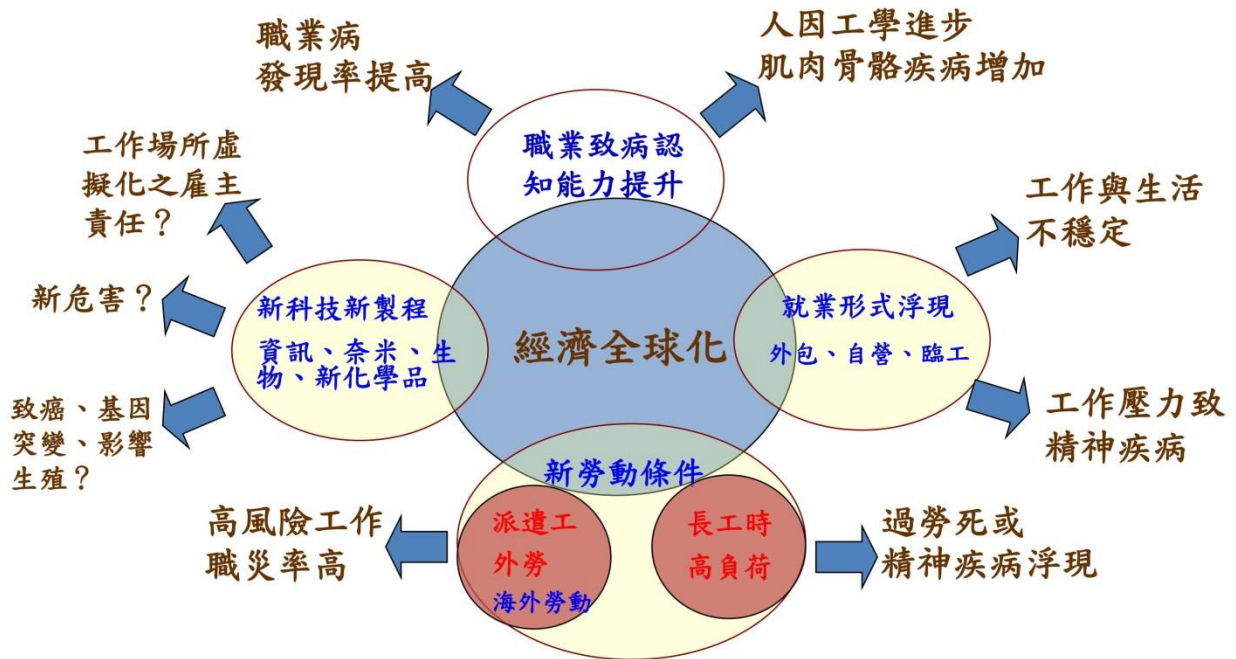 職業病
發現率提高
人因工學進步
肌肉骨骼疾病增加
職業致病認
知能力提升
工作場所虛
擬化之雇主
責任？
工作與生活
不穩定
新危害？
新科技新製程
資訊、奈米、生
物、新化學品
經濟全球化
就業形式浮現
外包、自營、臨工
致癌、基因
突變、影響
生殖？
工作壓力致
精神疾病
新勞動條件
高風險工作
職災率高
派遣工
外勞
海外勞動
長工時
高負荷
過勞死或
精神疾病浮現